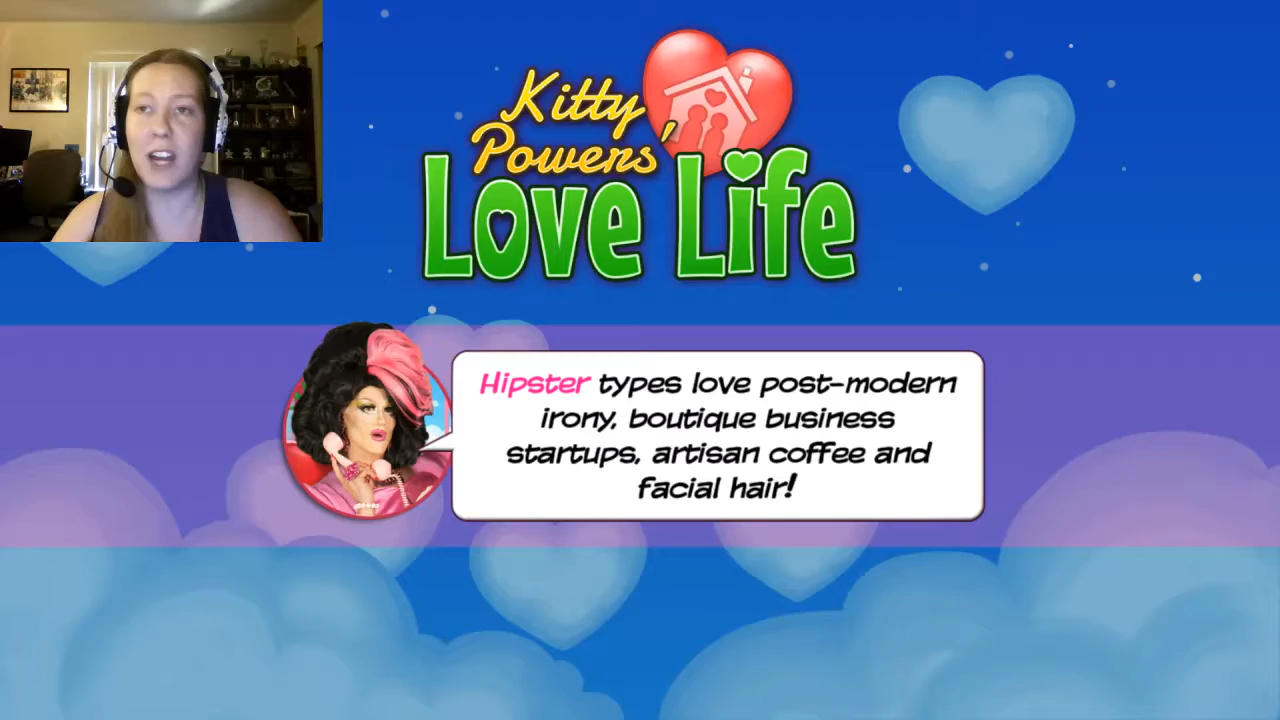 Kitty
Powers'
Love Life
Hipster types love post-modern
irony, boutique business
startups, artisan coffee and
facial hair!